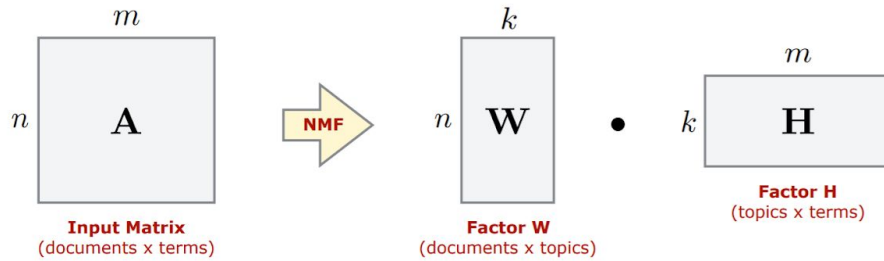 m
n
A
Input Matrix
(documents x terms)
NMF
k
n
W
Factor W
(documents x topics)
•
m
k
H
Factor H
(topics x terms)